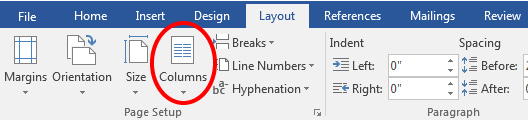 File Home Insert Design Layout References Mailings Review
Margins Orientation Size Columns
Breaks
Line Numbers
bc Hyphenation
Page Setup
Indent
Left: 0"
Right: 0"
Spacing
Before:
After:
Paragraph